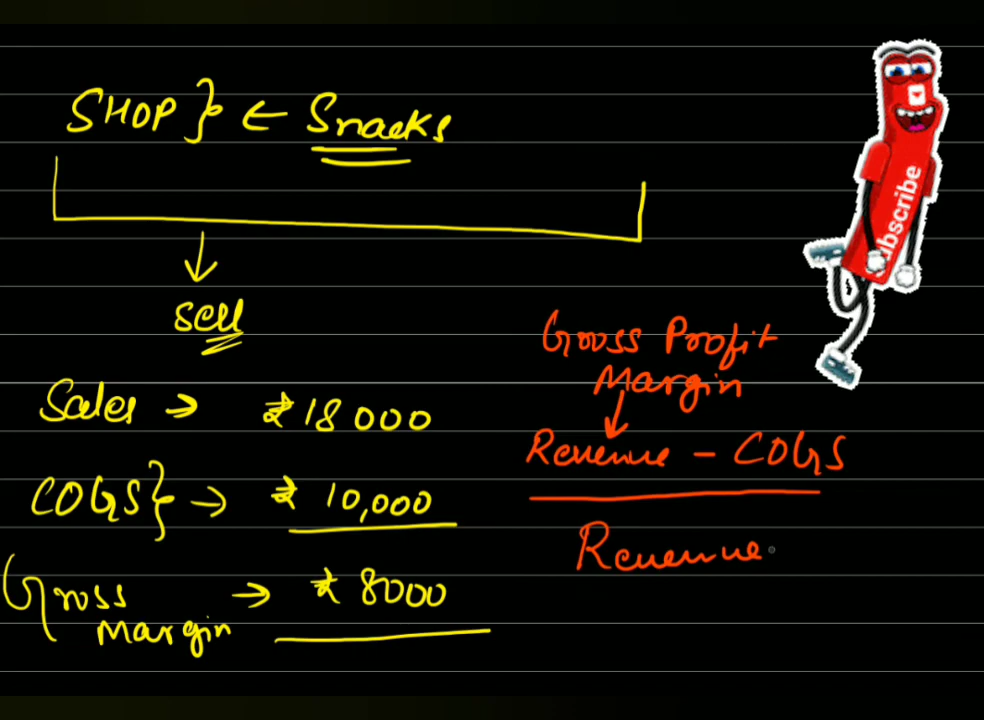 SHOP } ← Snacks
sell
Sales → ₹ 18000
COGS } → ₹ 10,000
Gross Margin → ₹ 8000
Gross Profit
Margin
Revenue - COGS
Revenue
Subscribe